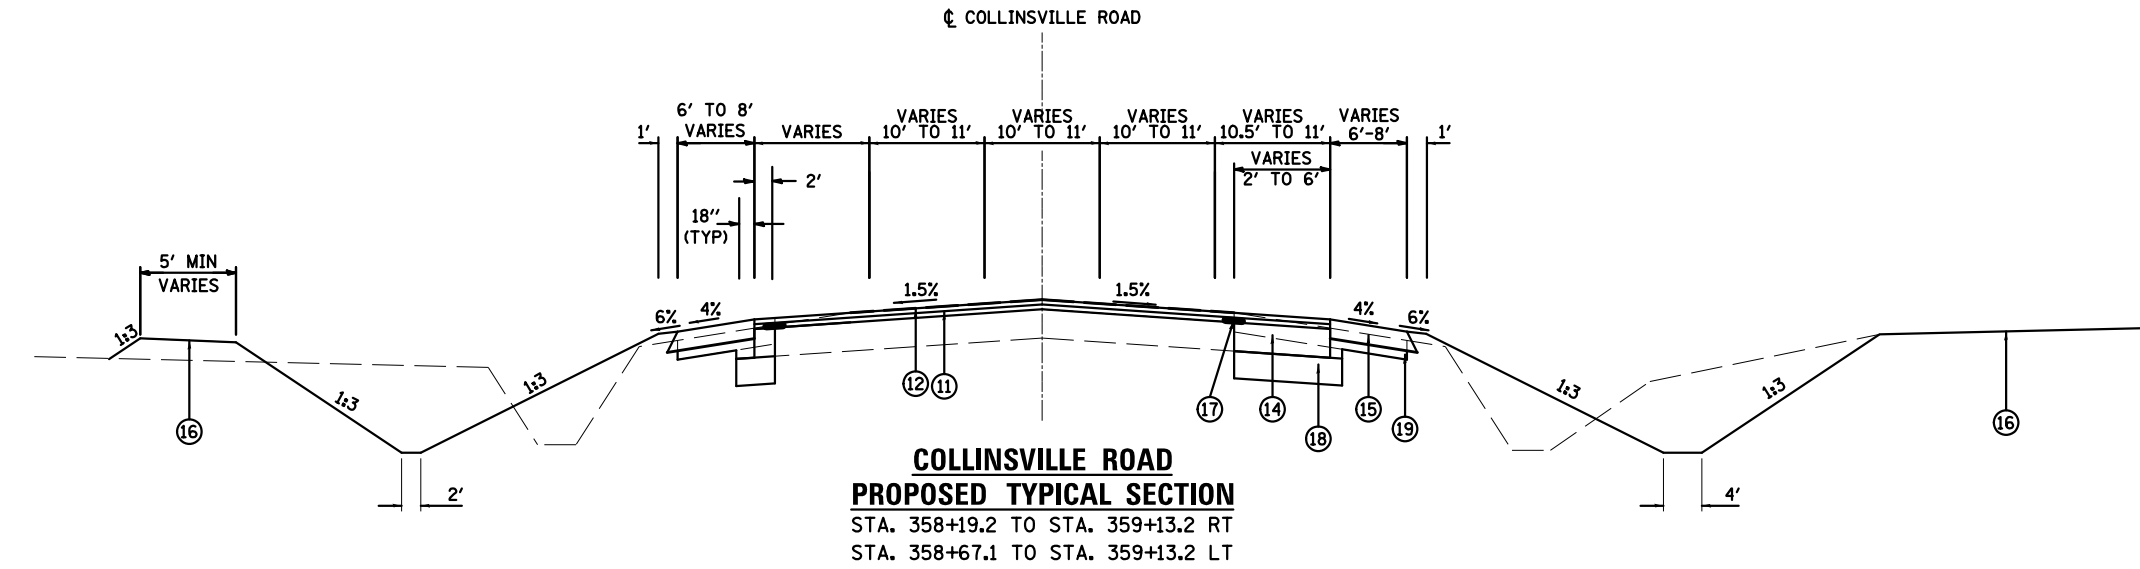 ℄ COLLINSVILLE ROAD
6' TO 8'
VARIES
1'
VARIES
VARIES
10' TO 11'
VARIES
10' TO 11'
VARIES
10' TO 11'
VARIES
10.5' TO 11'
VARIES
6'-8'
1'
VARIES
2' TO 6'
2'
18''
(TYP)
5' MIN
VARIES
1:3
1:3
1:3
6%
4%
1.5%
1.5%
4%
6%
1:3
1:3
16
12
11
17
14
18
15
19
16
2'
4'
COLLINSVILLE ROAD
PROPOSED TYPICAL SECTION
STA. 358+19.2 TO STA. 359+13.2 RT
STA. 358+67.1 TO STA. 359+13.2 LT